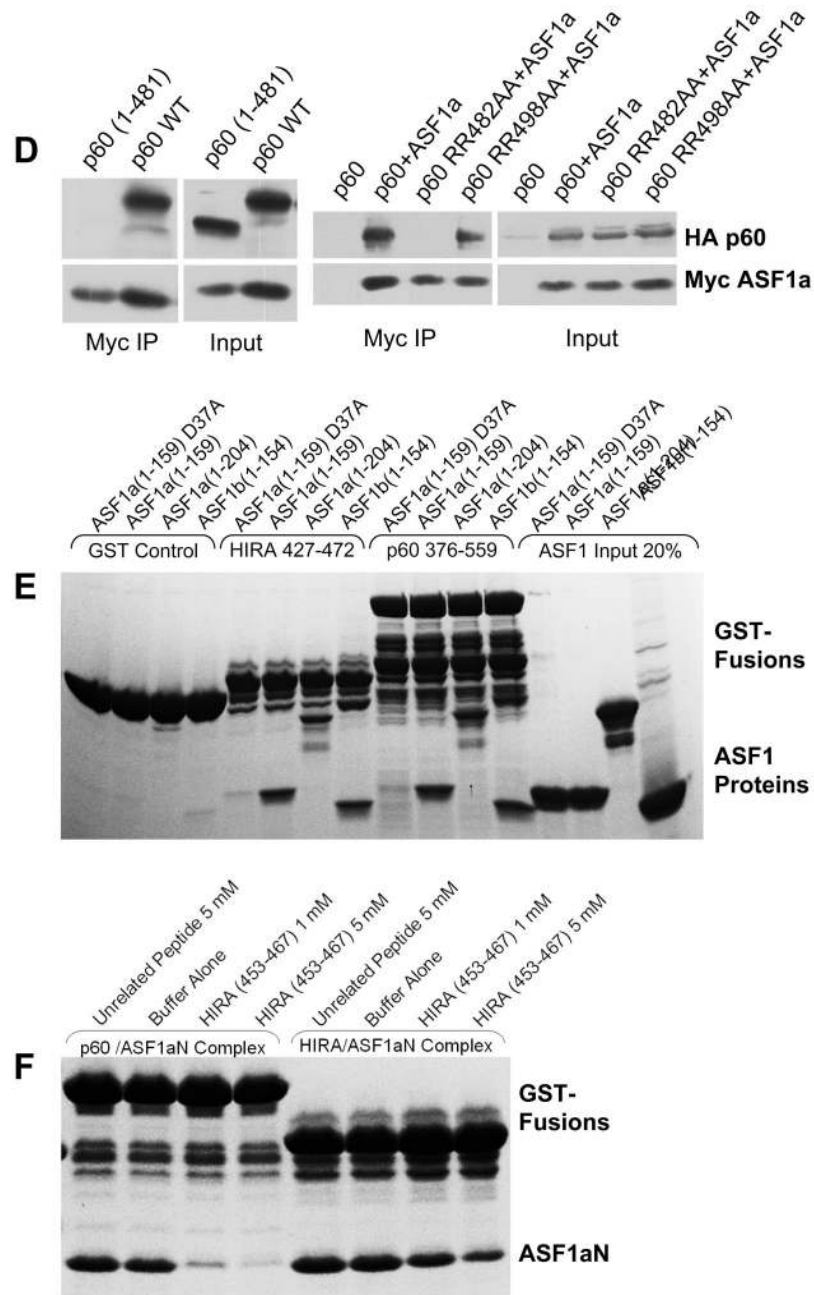 D
p60 (1-481)
p60 WT
p60 (1-481)
p60 WT
p60
p60+ASF1a
p60 RR482AA+ASF1a
p60 RR498AA+ASF1a
p60
p60+ASF1a
p60 RR482AA+ASF1a
p60 RR498AA+ASF1a
HA p60
Myc ASF1a
Myc IP
Input
Myc IP
Input
E
ASF1a(1-159) D37A
ASF1a(1-159)
ASF1a(1-204)
ASF1b(1-154)
ASF1a(1-159) D37A
ASF1a(1-159)
ASF1a(1-204)
ASF1b(1-154)
ASF1a(1-159) D37A
ASF1a(1-159)
ASF1a(1-204)
ASF1b(1-154)
ASF1a(1-159) D37A
ASF1a(1-159)
ASF1a(1-204)
ASF1b(1-154)
GST Control
HIRA 427-472
p60 376-559
ASF1 Input 20%
GST-
Fusions
ASF1
Proteins
F
Unrelated Peptide 5 mM
Buffer Alone
HIRA (453-467) 1 mM
HIRA (453-467) 5 mM
Unrelated Peptide 5 mM
Buffer Alone
HIRA (453-467) 1 mM
HIRA (453-467) 5 mM
p60 /ASF1aN Complex
HIRA/ASF1aN Complex
GST-
Fusions
ASF1aN